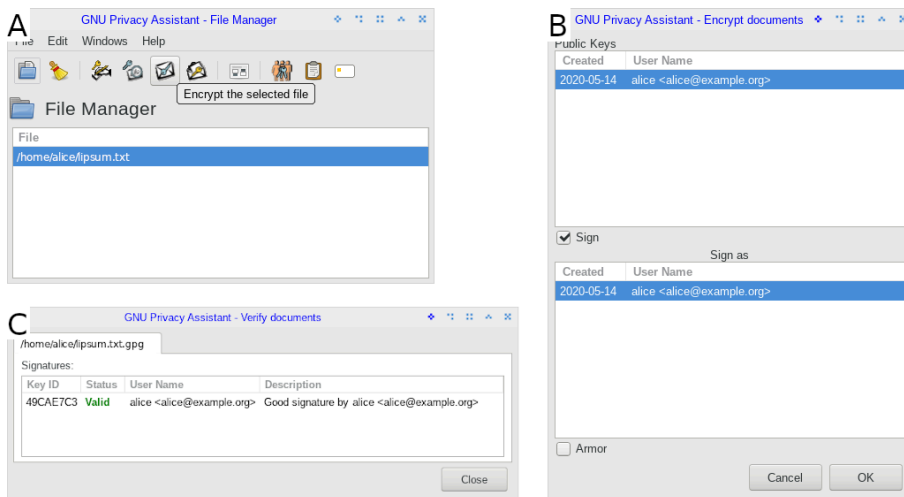 A
GNU Privacy Assistant - File Manager
File Edit Windows Help
Encrypt the selected file
File Manager
File
/home/alice/lipsum.txt
B
GNU Privacy Assistant - Encrypt documents
Public Keys
Created User Name
2020-05-14 alice <alice@example.org>
Sign
Sign as
Created User Name
2020-05-14 alice <alice@example.org>
Armor
Cancel OK
C
GNU Privacy Assistant - Verify documents
/home/alice/lipsum.txt.gpg
Signatures:
Key ID Status User Name Description
49CAE7C3 Valid alice <alice@example.org> Good signature by alice <alice@example.org>
Close